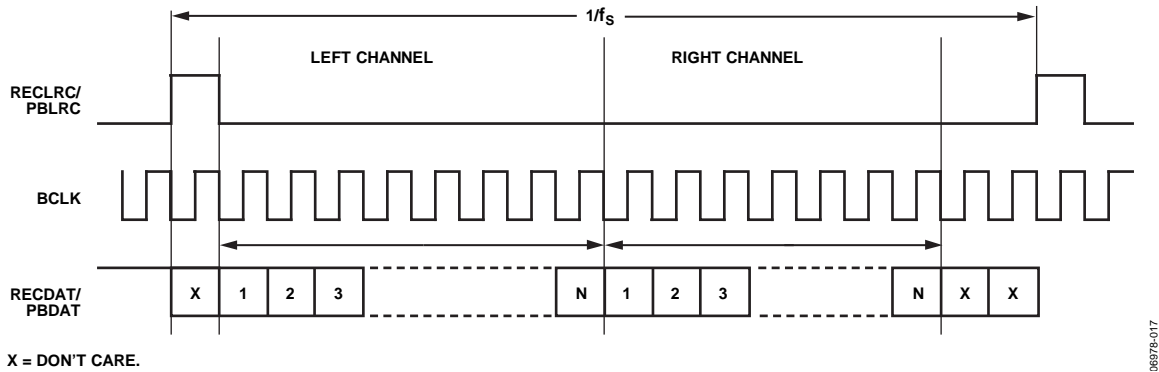 1/fS
LEFT CHANNEL
RIGHT CHANNEL
RECLRC/
PBLRC
BCLK
RECDAT/
PBDAT
X 1 2 3 N 1 2 3 N X X
X = DON'T CARE.
06978-017